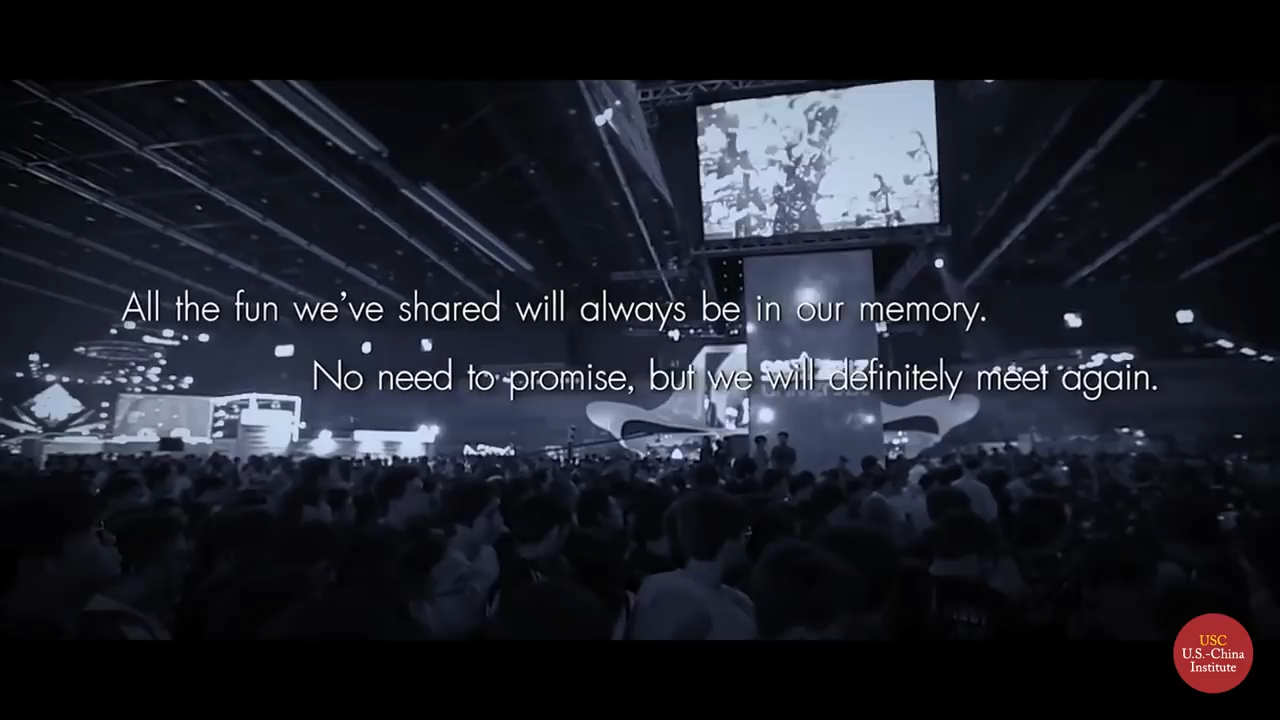 All the fun we've shared will always be in our memory.
No need to promise, but we will definitely meet again.
USC
U.S.-China
Institute